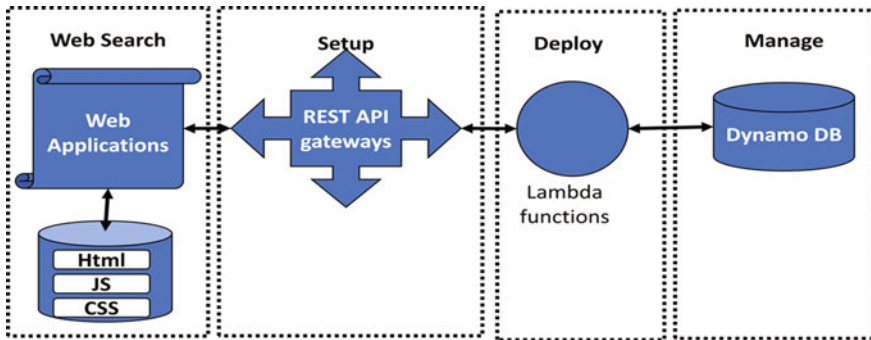 Web Search
Web
Applications
Html
JS
CSS
Setup
REST API
gateways
Deploy
Lambda
functions
Manage
Dynamo DB